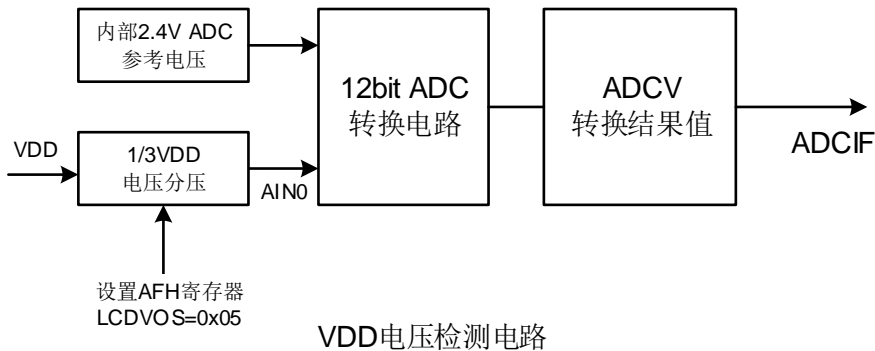 内部2.4V ADC
参考电压
12bit ADC
转换电路
ADCV
转换结果值
ADCIF
VDD
1/3VDD
电压分压
AIN0
设置AFH寄存器
LCDVOS=0x05
VDD电压检测电路